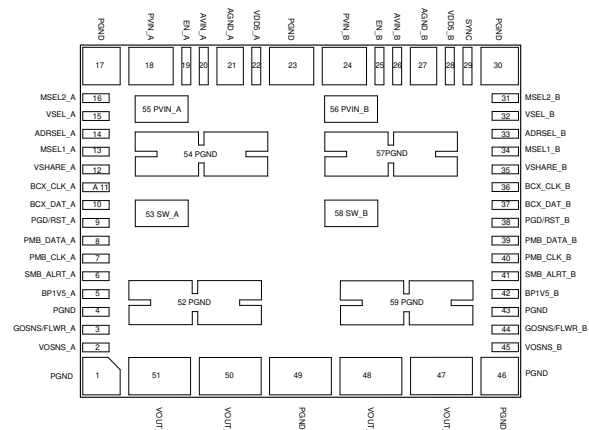 PGND PVIN_A EN_A AVIN_A AGND_A VDD5_A PGND PVIN_B EN_B AVIN_B AGND_B VDD5_B SYNC PGND
17 18 19 20 21 22 23 24 25 26 27 28 29 30
MSEL2_A 16 31 MSEL2_B
55 PVIN_A 56 PVIN_B
VSEL_A 15 32 VSEL_B
ADRSEL_A 14 33 ADRSEL_B
MSEL1_A 13 34 MSEL1_B
54 PGND 57PGND
VSHARE_A 12 35 VSHARE_B
BCX_CLK_A A 11 36 BCX_CLK_B
BCX_DAT_A 10 37 BCX_DAT_B
53 SW_A 58 SW_B
PGD/RST_A 9 38 PGD/RST_B
PMB_DATA_A 8 39 PMB_DATA_B
PMB_CLK_A 7 40 PMB_CLK_B
SMB_ALRT_A 6 41 SMB_ALRT_B
BP1V5_A 5 42 BP1V5_B
52 PGND 59 PGND
PGND 4 43 PGND
GOSNS/FLWR_A 3 44 GOSNS/FLWR_B
VOSNS_A 2 45 VOSNS_B
PGND 1 51 50 49 48 47 46 PGND
VOUT_ VOUT_ PGND VOUT_ VOUT_ PGND